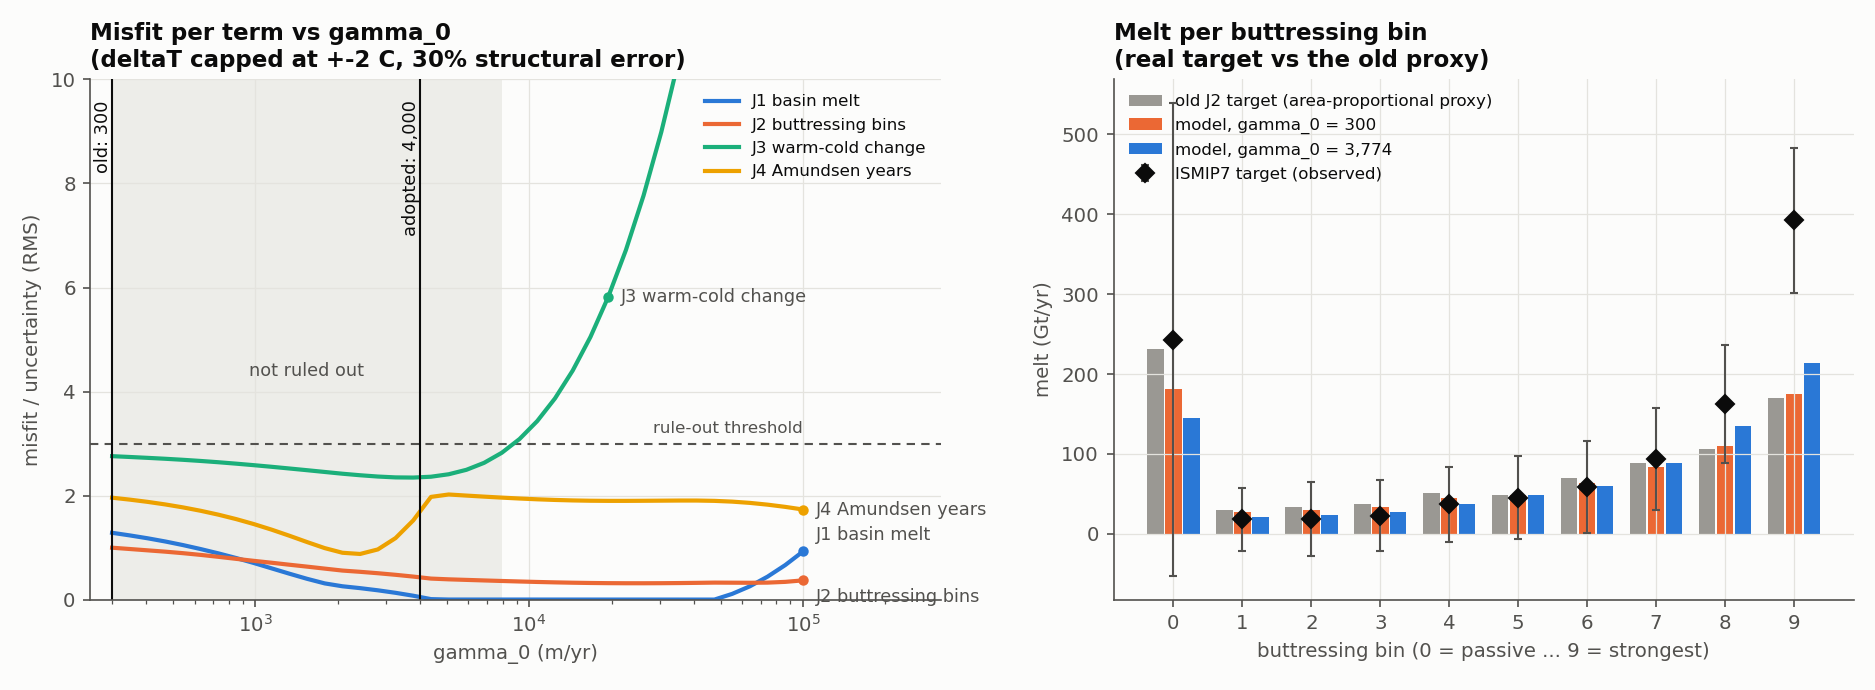 Misfit per term vs gamma_0
(deltaT capped at +-2 C, 30% structural error)
misfit / uncertainty (RMS)
10
8
6
4
2
0
old: 300
adopted: 4,000
J1 basin melt
J2 buttressing bins
J3 warm-cold change
J4 Amundsen years
J3 warm-cold change
not ruled out
rule-out threshold
J4 Amundsen years
J1 basin melt
J2 buttressing bins
10³
10⁴
10⁵
gamma_0 (m/yr)
Melt per buttressing bin
(real target vs the old proxy)
old J2 target (area-proportional proxy)
model, gamma_0 = 300
model, gamma_0 = 3,774
ISMIP7 target (observed)
melt (Gt/yr)
500
400
300
200
100
0
0 1 2 3 4 5 6 7 8 9
buttressing bin (0 = passive ... 9 = strongest)